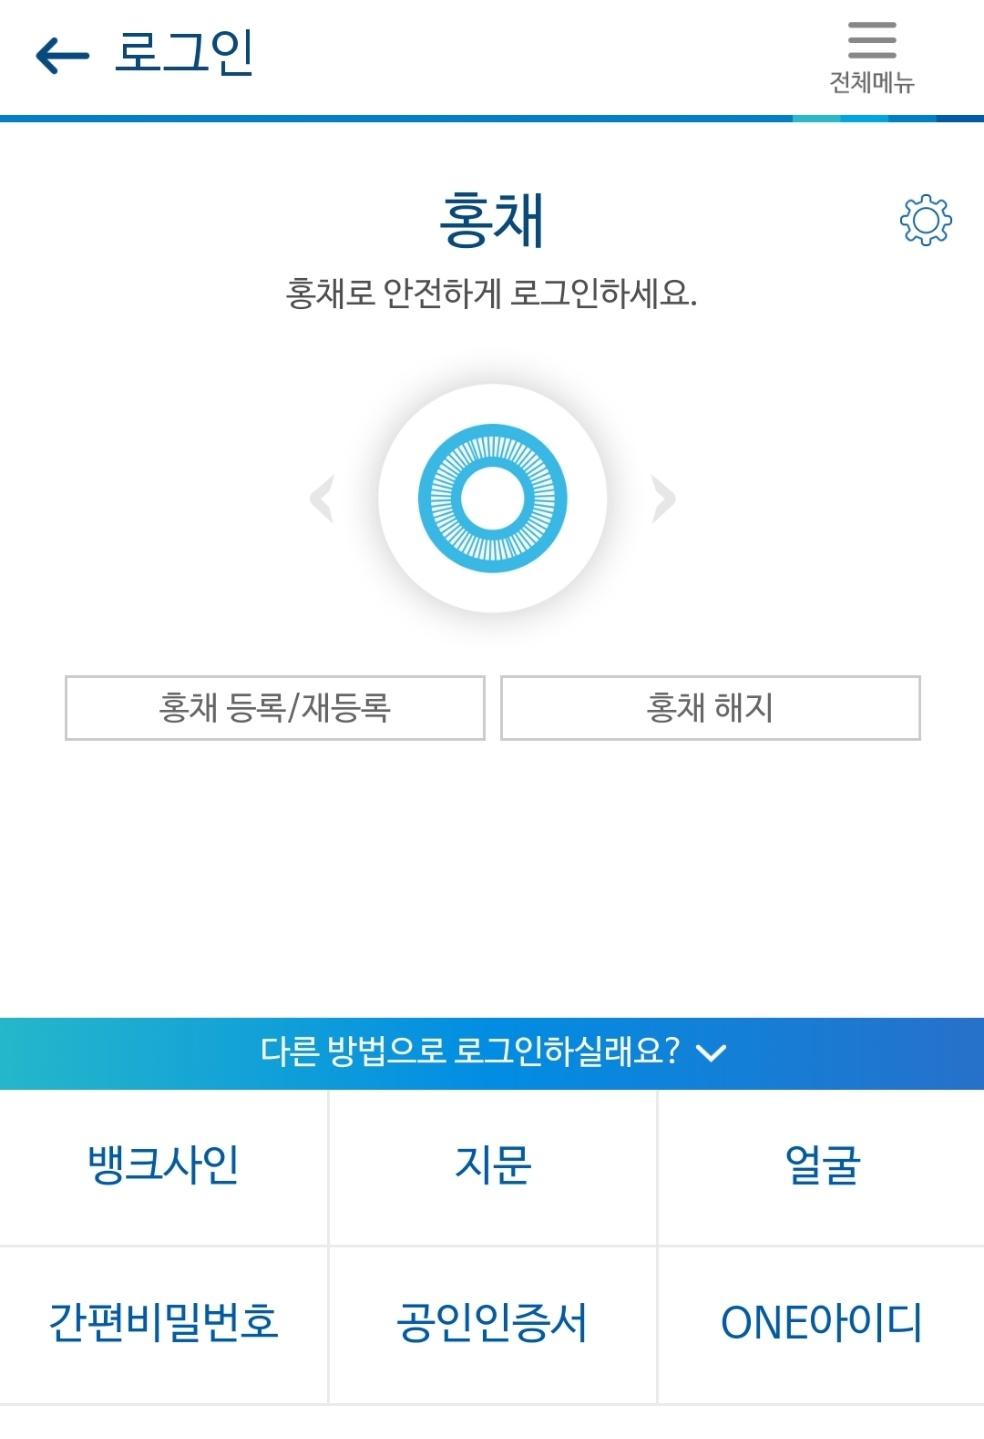 로그인
전체메뉴
홍채
홍채로 안전하게 로그인하세요.
홍채 등록/재등록
홍채 해지
다른 방법으로 로그인하실래요?
뱅크사인
지문
얼굴
간편비밀번호
공인인증서
ONE아이디